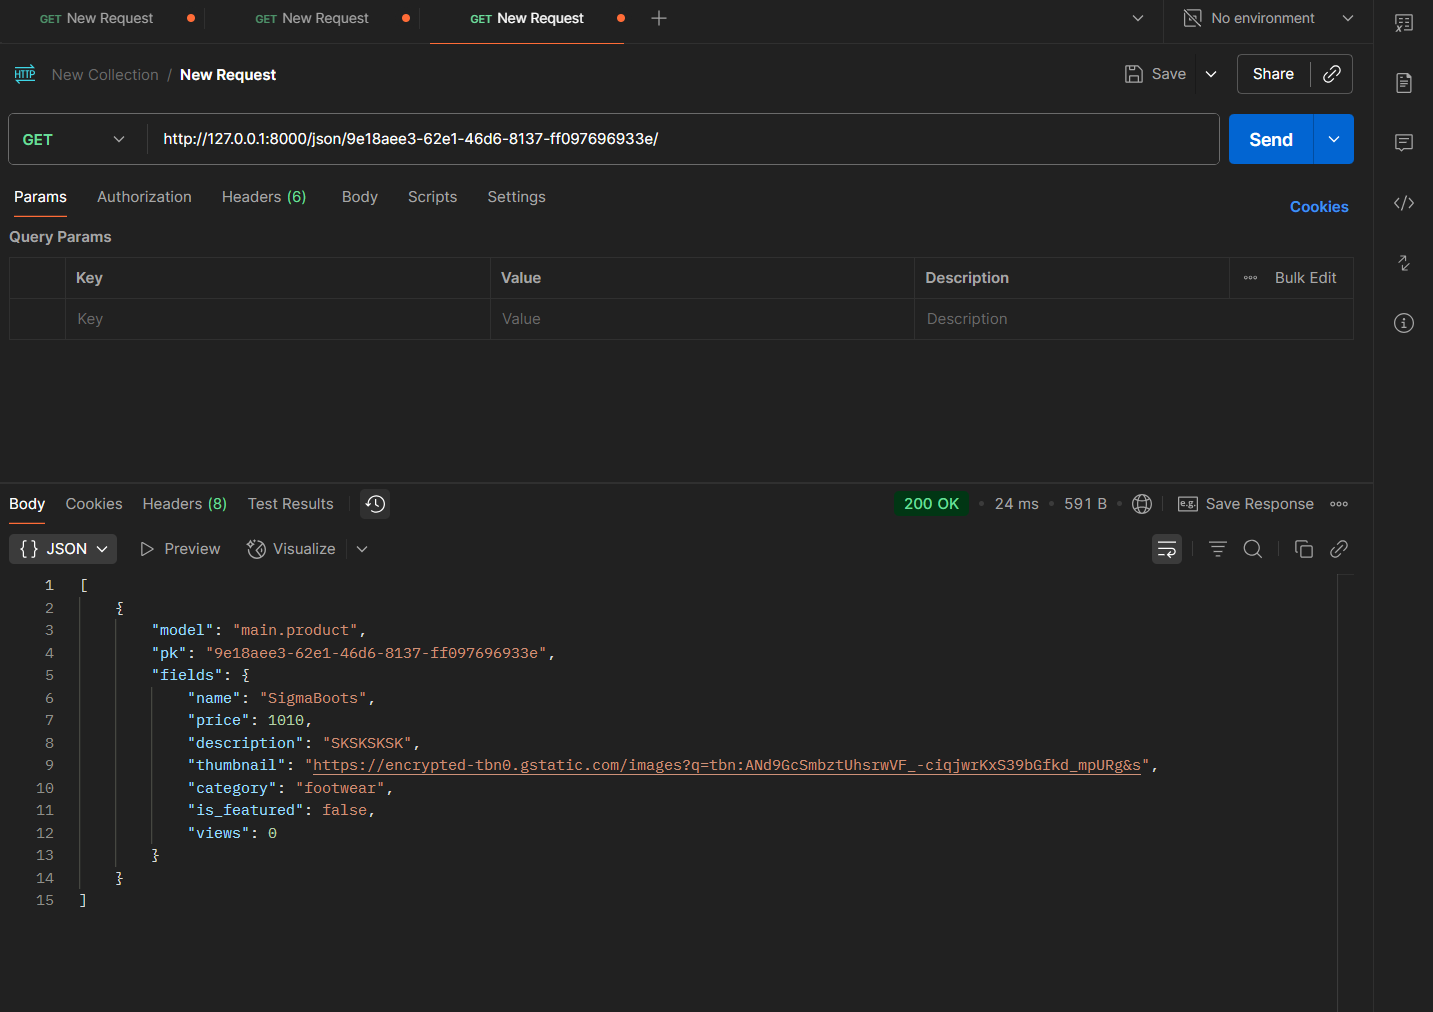 GET New Request GET New Request GET New Request No environment
HTTP New Collection / New Request Save Share
GET http://127.0.0.1:8000/json/9e18aee3-62e1-46d6-8137-ff097696933e/ Send
Params Authorization Headers (6) Body Scripts Settings Cookies
Query Params
Key Value Description Bulk Edit
Key Value Description
Body Cookies Headers (8) Test Results 200 OK 24 ms 591 B e.g. Save Response
{} JSON Preview Visualize
1 [
2 {
3 "model": "main.product",
4 "pk": "9e18aee3-62e1-46d6-8137-ff097696933e",
5 "fields": {
6 "name": "SigmaBoots",
7 "price": 1010,
8 "description": "SKSKSKSK",
9 "thumbnail": "https://encrypted-tbn0.gstatic.com/images?q=tbn:ANd9GcSmbztUhsrwVF_-ciqjwrKxS39bGfkd_mpURg&s",
10 "category": "footwear",
11 "is_featured": false,
12 "views": 0
13 }
14 }
15 ]